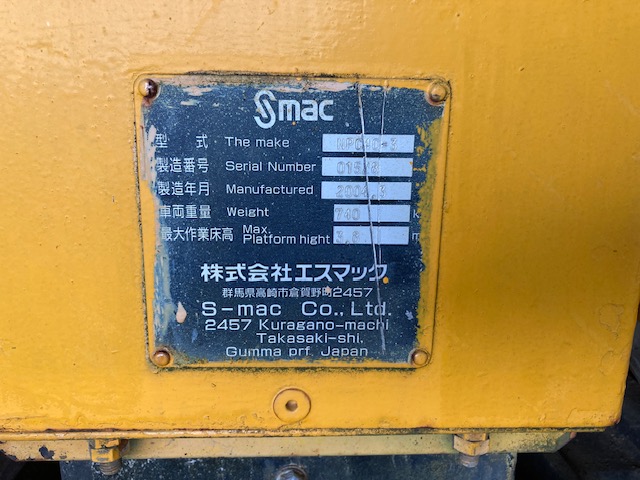 Smac
型式 The make
製造番号 Serial Number
製造年月 Manufactured
車両重量 Weight 740 k
最大作業床高 Max. Platform hight 3.8 m
株式会社エスマック
群馬県高崎市倉賀野町2457
S-mac Co., Ltd.
2457 Kuragano-machi
Takasaki-shi,
Gumma prf. Japan